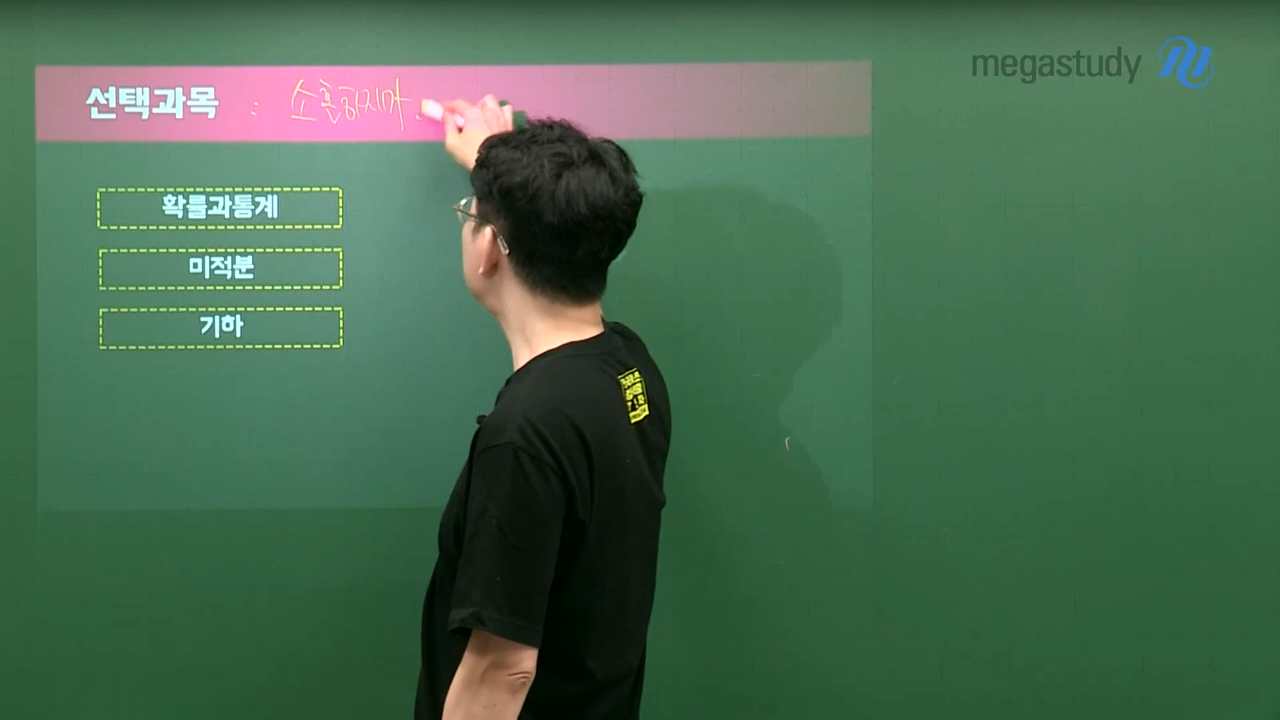 megastudy
선택과목 : 소홀하지마.
확률과통계
미적분
기하